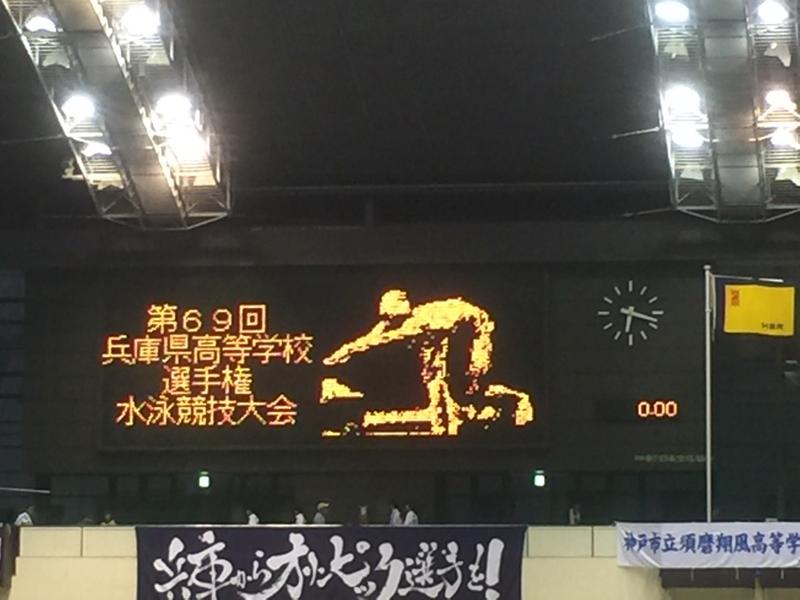 第69回
兵庫県高等学校
選手権
水泳競技大会
0:00
兵庫からオリンピック選手を!
神戸市立須磨翔風高等学